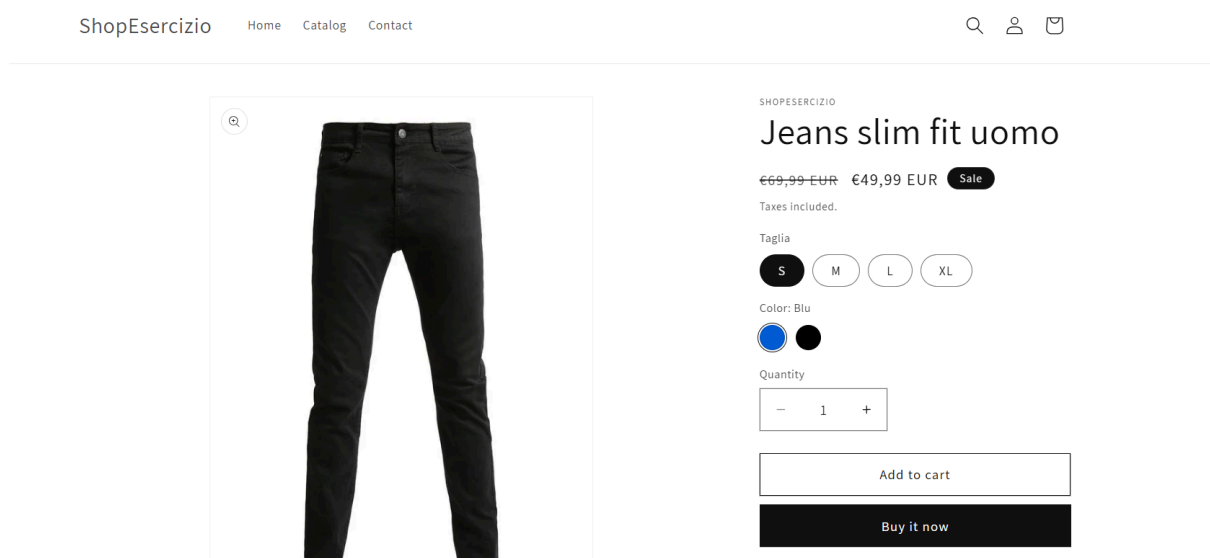 ShopEsercizio Home Catalog Contact
SHOPESERCIZIO
Jeans slim fit uomo
€69,99 EUR €49,99 EUR Sale
Taxes included.
Taglia
S M L XL
Color: Blu
Quantity
− 1 +
Add to cart
Buy it now